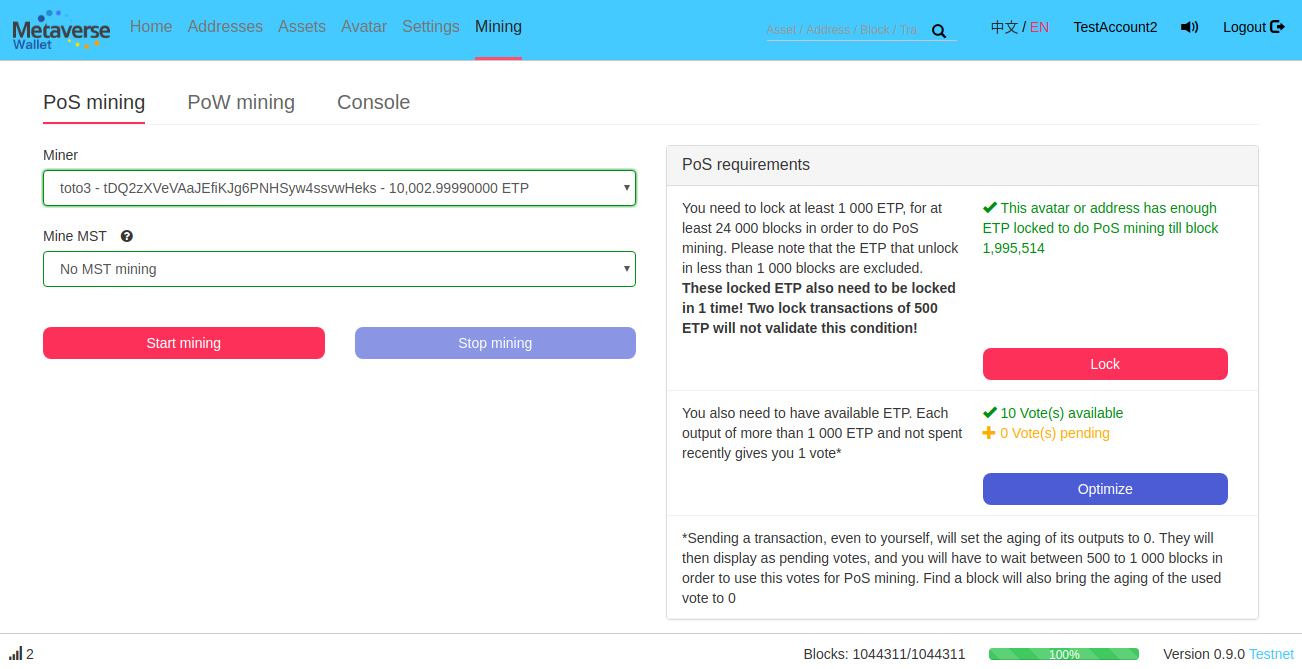 Metaverse
Wallet
Home Addresses Assets Avatar Settings Mining
Asset / Address / Block / Tra
中文 / EN TestAccount2 Logout
PoS mining PoW mining Console
Miner
toto3 - tDQ2zXVeVAaJEfiKJg6PNHSyw4ssvwHeks - 10,002.99990000 ETP
Mine MST
No MST mining
Start mining Stop mining
PoS requirements
You need to lock at least 1 000 ETP, for at
least 24 000 blocks in order to do PoS
mining. Please note that the ETP that unlock
in less than 1 000 blocks are excluded.
These locked ETP also need to be locked
in 1 time! Two lock transactions of 500
ETP will not validate this condition!
This avatar or address has enough
ETP locked to do PoS mining till block
1,995,514
Lock
You also need to have available ETP. Each
output of more than 1 000 ETP and not spent
recently gives you 1 vote*
10 Vote(s) available
0 Vote(s) pending
Optimize
*Sending a transaction, even to yourself, will set the aging of its outputs to 0. They will
then display as pending votes, and you will have to wait between 500 to 1 000 blocks in
order to use this votes for PoS mining. Find a block will also bring the aging of the used
vote to 0
2
Blocks: 1044311/1044311 100% Version 0.9.0 Testnet